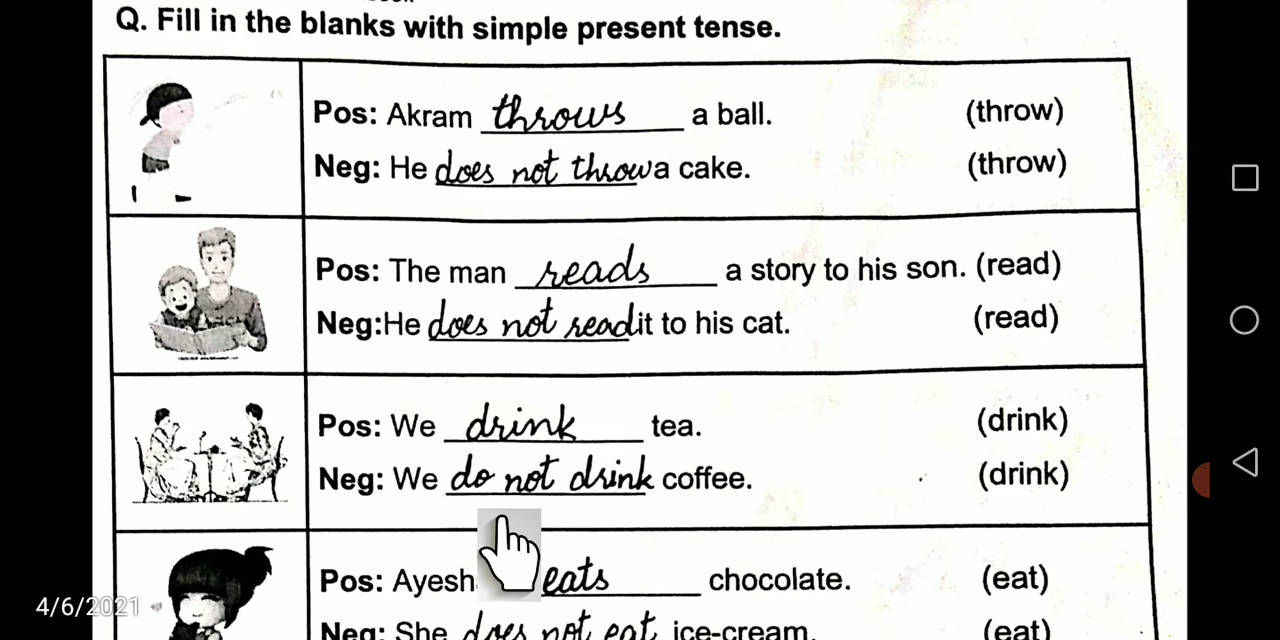 Q. Fill in the blanks with simple present tense.
Pos: Akram throws a ball. (throw)
Neg: He does not throw a cake. (throw)
Pos: The man reads a story to his son. (read)
Neg:He does not read it to his cat. (read)
Pos: We drink tea. (drink)
Neg: We do not drink coffee. (drink)
Pos: Ayesh eats chocolate. (eat)
4/6/2021
Neg: She does not eat ice-cream. (eat)